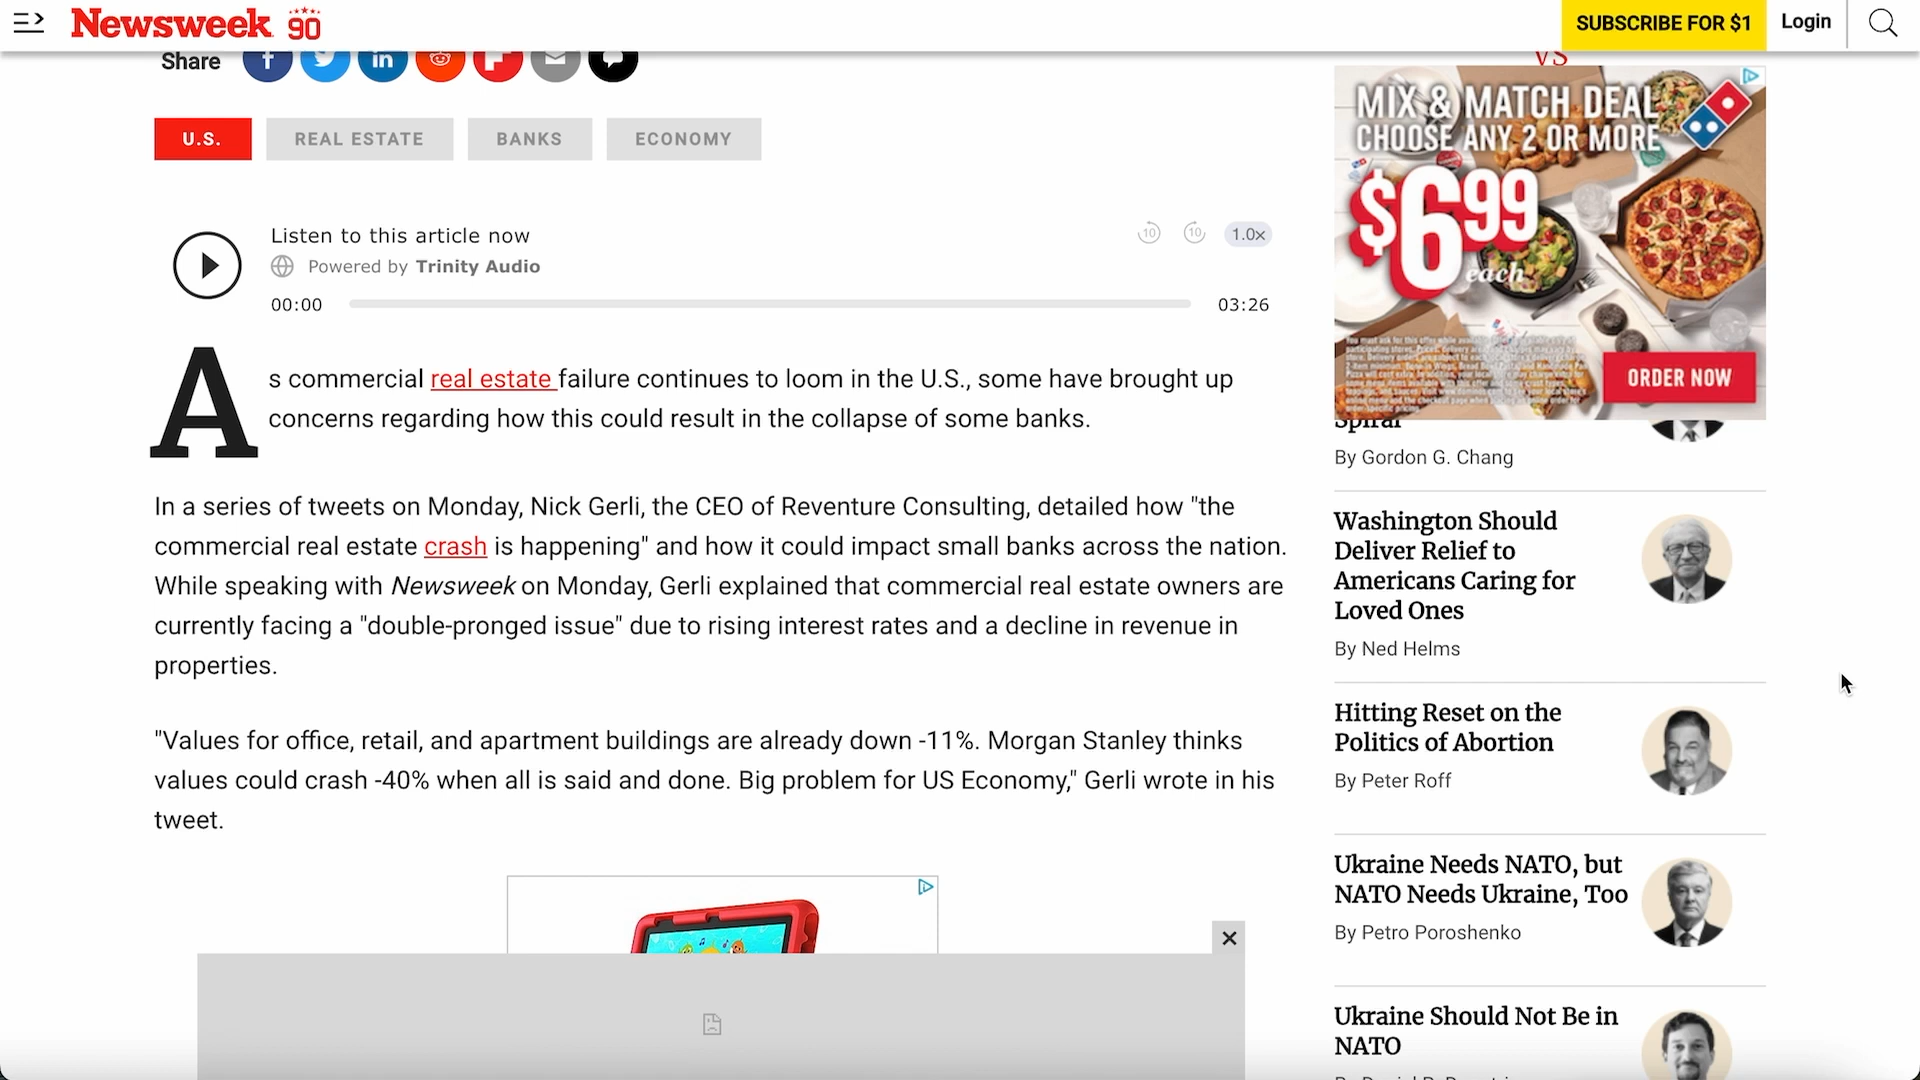 Newsweek 90
SUBSCRIBE FOR $1
Login
Share
U.S.
REAL ESTATE
BANKS
ECONOMY
Listen to this article now
Powered by Trinity Audio
10
10
1.0x
00:00
03:26
As commercial real estate failure continues to loom in the U.S., some have brought up
concerns regarding how this could result in the collapse of some banks.
In a series of tweets on Monday, Nick Gerli, the CEO of Reventure Consulting, detailed how "the
commercial real estate crash is happening" and how it could impact small banks across the nation.
While speaking with Newsweek on Monday, Gerli explained that commercial real estate owners are
currently facing a "double-pronged issue" due to rising interest rates and a decline in revenue in
properties.
"Values for office, retail, and apartment buildings are already down -11%. Morgan Stanley thinks
values could crash -40% when all is said and done. Big problem for US Economy," Gerli wrote in his
tweet.
VS
MIX & MATCH DEAL
CHOOSE ANY 2 OR MORE
$6.99
each
ORDER NOW
Spiral
By Gordon G. Chang
Washington Should
Deliver Relief to
Americans Caring for
Loved Ones
By Ned Helms
Hitting Reset on the
Politics of Abortion
By Peter Roff
Ukraine Needs NATO, but
NATO Needs Ukraine, Too
By Petro Poroshenko
Ukraine Should Not Be in
NATO